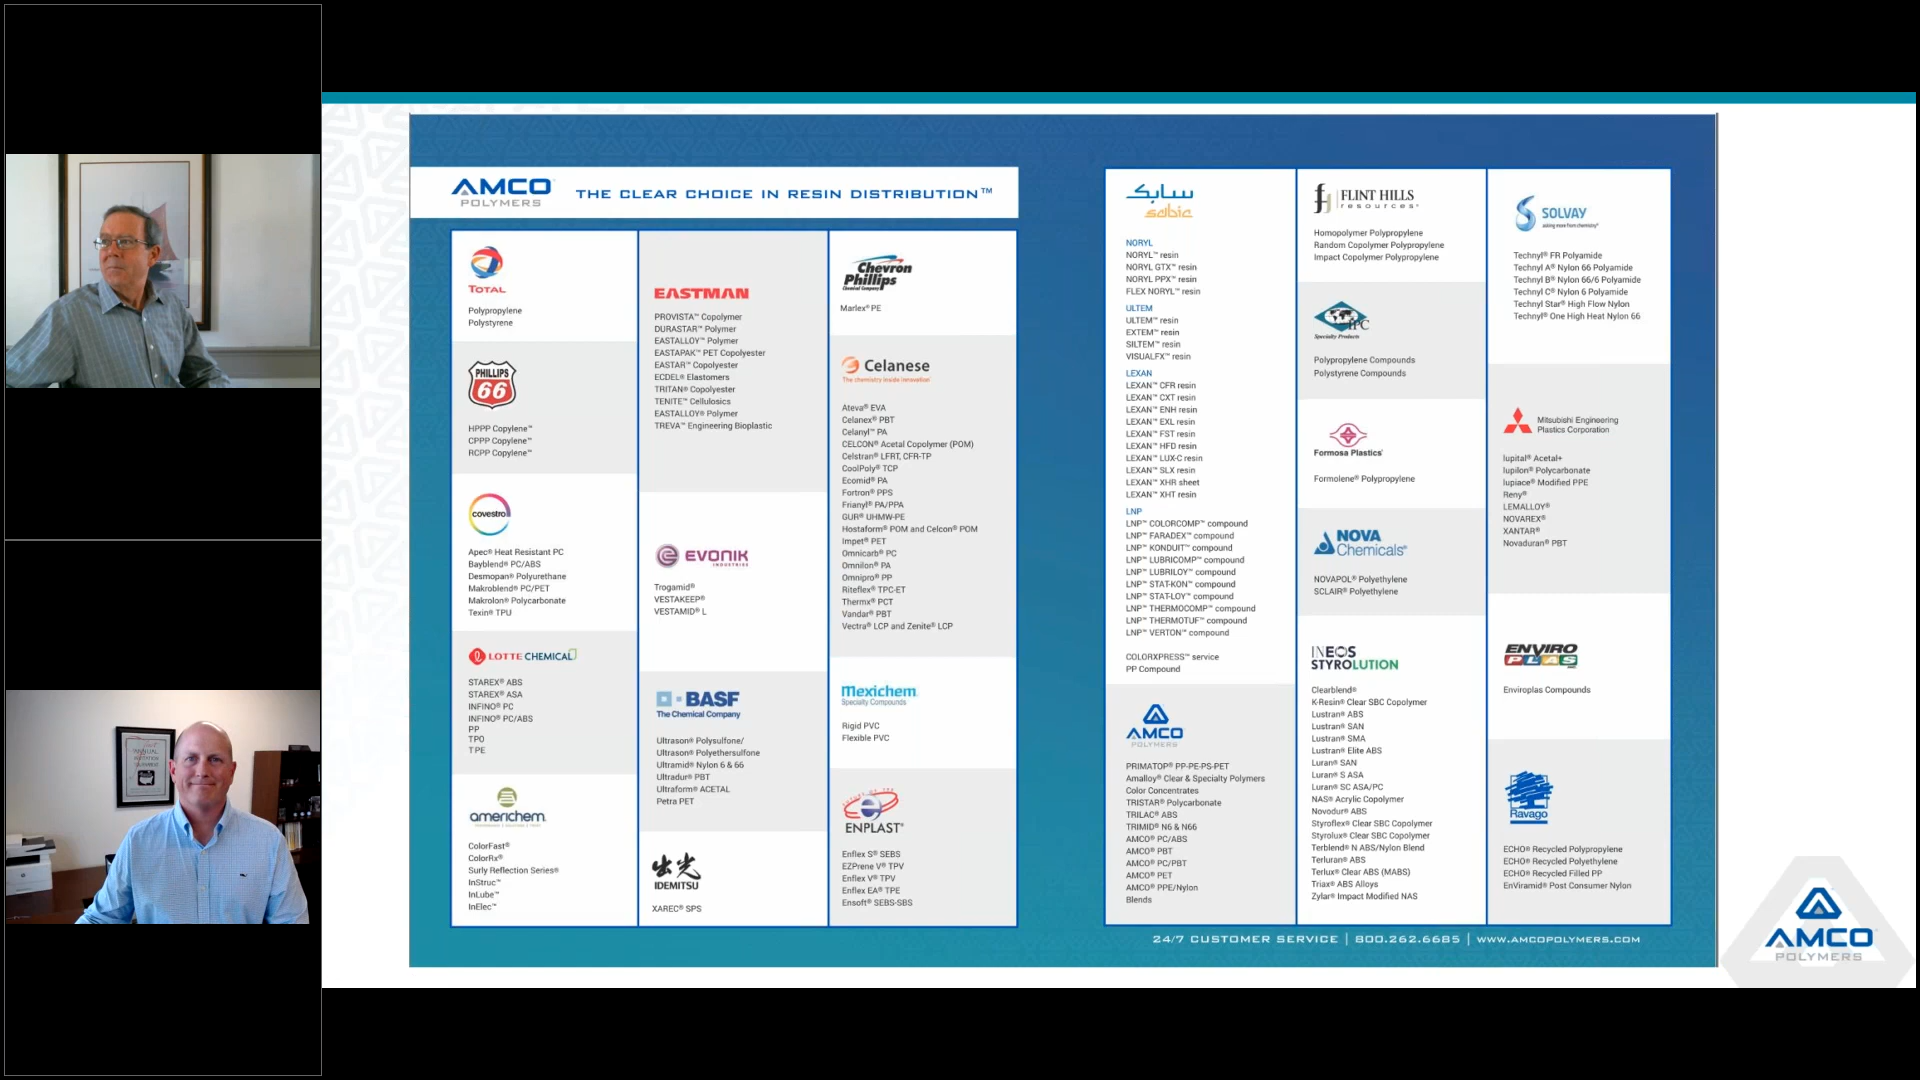 AMCO
POLYMERS
THE CLEAR CHOICE IN RESIN DISTRIBUTION™
TOTAL
Polypropylene
Polystyrene
PHILLIPS
66
HPPP Copylene™
CPPP Copylene™
RCPP Copylene™
covestro
Apec® Heat Resistant PC
Bayblend® PC/ABS
Desmopan® Polyurethane
Makroblend® PC/PET
Makrolon® Polycarbonate
Texin® TPU
LOTTE CHEMICAL
STAREX® ABS
STAREX® ASA
INFINO® PC
INFINO® PC/ABS
PP
TPO
TPE
americhem
ColorFast®
ColorRx®
Surly Reflection Series®
InStruc™
InLube™
InElec™
EASTMAN
PROVISTA™ Copolymer
DURASTAR™ Polymer
EASTALLOY™ Polymer
EASTAPAK™ PET Copolyester
EASTAR™ Copolyester
ECDEL® Elastomers
TRITAN® Copolyester
TENITE™ Cellulosics
EASTALLOY® Polymer
TREVA™ Engineering Bioplastic
EVONIK
INDUSTRIES
Trogamid®
VESTAKEEP®
VESTAMID® L
BASF
The Chemical Company
Ultrason® Polysulfone/
Ultrason® Polyethersulfone
Ultramid® Nylon 6 & 66
Ultradur® PBT
Ultraform® ACETAL
Petra PET
出光
IDEMITSU
XAREC® SPS
Chevron
Phillips
Chemical Company
Marlex® PE
Celanese
The chemistry inside innovation
Ateva® EVA
Celanex® PBT
Celanyl™ PA
CELCON® Acetal Copolymer (POM)
Celstran® LFRT, CFR-TP
CoolPoly® TCP
Ecomid® PA
Fortron® PPS
Frianyl® PA/PPA
GUR® UHMW-PE
Hostaform® POM and Celcon® POM
Impet® PET
Omnicarb® PC
Omnilon® PA
Omnipro® PP
Riteflex® TPC-ET
Thermx® PCT
Vandar® PBT
Vectra® LCP and Zenite® LCP
Mexichem
Specialty Compounds
Rigid PVC
Flexible PVC
ENPLAST®
Enflex S® SEBS
EZPrene V® TPV
Enflex V® TPV
Enflex EA® TPE
Ensoft® SEBS-SBS
سابك
sabic
NORYL
NORYL™ resin
NORYL GTX™ resin
NORYL PPX™ resin
FLEX NORYL™ resin
ULTEM
ULTEM™ resin
EXTEM™ resin
SILTEM™ resin
VISUALFX™ resin
LEXAN
LEXAN™ CFR resin
LEXAN™ CXT resin
LEXAN™ ENH resin
LEXAN™ EXL resin
LEXAN™ FST resin
LEXAN™ HFD resin
LEXAN™ LUX-C resin
LEXAN™ SLX resin
LEXAN™ XHR sheet
LEXAN™ XHT resin
LNP
LNP™ COLORCOMP™ compound
LNP™ FARADEX™ compound
LNP™ KONDUIT™ compound
LNP™ LUBRICOMP™ compound
LNP™ LUBRILOY™ compound
LNP™ STAT-KON™ compound
LNP™ STAT-LOY™ compound
LNP™ THERMOCOMP™ compound
LNP™ THERMOTUF™ compound
LNP™ VERTON™ compound
COLORXPRESS™ service
PP Compound
AMCO
POLYMERS
PRIMATOP® PP-PE-PS-PET
Amalloy® Clear & Specialty Polymers
Color Concentrates
TRISTAR® Polycarbonate
TRILAC® ABS
TRIMID® N6 & N66
AMCO® PC/ABS
AMCO® PBT
AMCO® PC/PBT
AMCO® PET
AMCO® PPE/Nylon
Blends
FLINT HILLS
resources®
Homopolymer Polypropylene
Random Copolymer Polypropylene
Impact Copolymer Polypropylene
IPC
Specialty Products
Polypropylene Compounds
Polystyrene Compounds
Formosa Plastics®
Formolene® Polypropylene
NOVA
Chemicals®
NOVAPOL® Polyethylene
SCLAIR® Polyethylene
INEOS
STYROLUTION
Clearblend®
K-Resin® Clear SBC Copolymer
Lustran® ABS
Lustran® SAN
Lustran® SMA
Lustran® Elite ABS
Luran® SAN
Luran® S ASA
Luran® SC ASA/PC
NAS® Acrylic Copolymer
Novodur® ABS
Styroflex® Clear SBC Copolymer
Styrolux® Clear SBC Copolymer
Terblend® N ABS/Nylon Blend
Terluran® ABS
Terlux® Clear ABS (MABS)
Triax® ABS Alloys
Zylar® Impact Modified NAS
SOLVAY
asking more from chemistry®
Technyl® FR Polyamide
Technyl A® Nylon 66 Polyamide
Technyl B® Nylon 66/6 Polyamide
Technyl C® Nylon 6 Polyamide
Technyl Star® High Flow Nylon
Technyl® One High Heat Nylon 66
Mitsubishi Engineering
Plastics Corporation
Iupital® Acetal+
Iupilon® Polycarbonate
Iupiace® Modified PPE
Reny®
LEMALLOY®
NOVAREX®
XANTAR®
Novaduran® PBT
ENVIRO
PLAS
Enviroplas Compounds
Ravago
ECHO® Recycled Polypropylene
ECHO® Recycled Polyethylene
ECHO® Recycled Filled PP
EnViramid® Post Consumer Nylon
24/7 CUSTOMER SERVICE | 800.262.6685 | WWW.AMCOPOLYMERS.COM
AMCO
POLYMERS